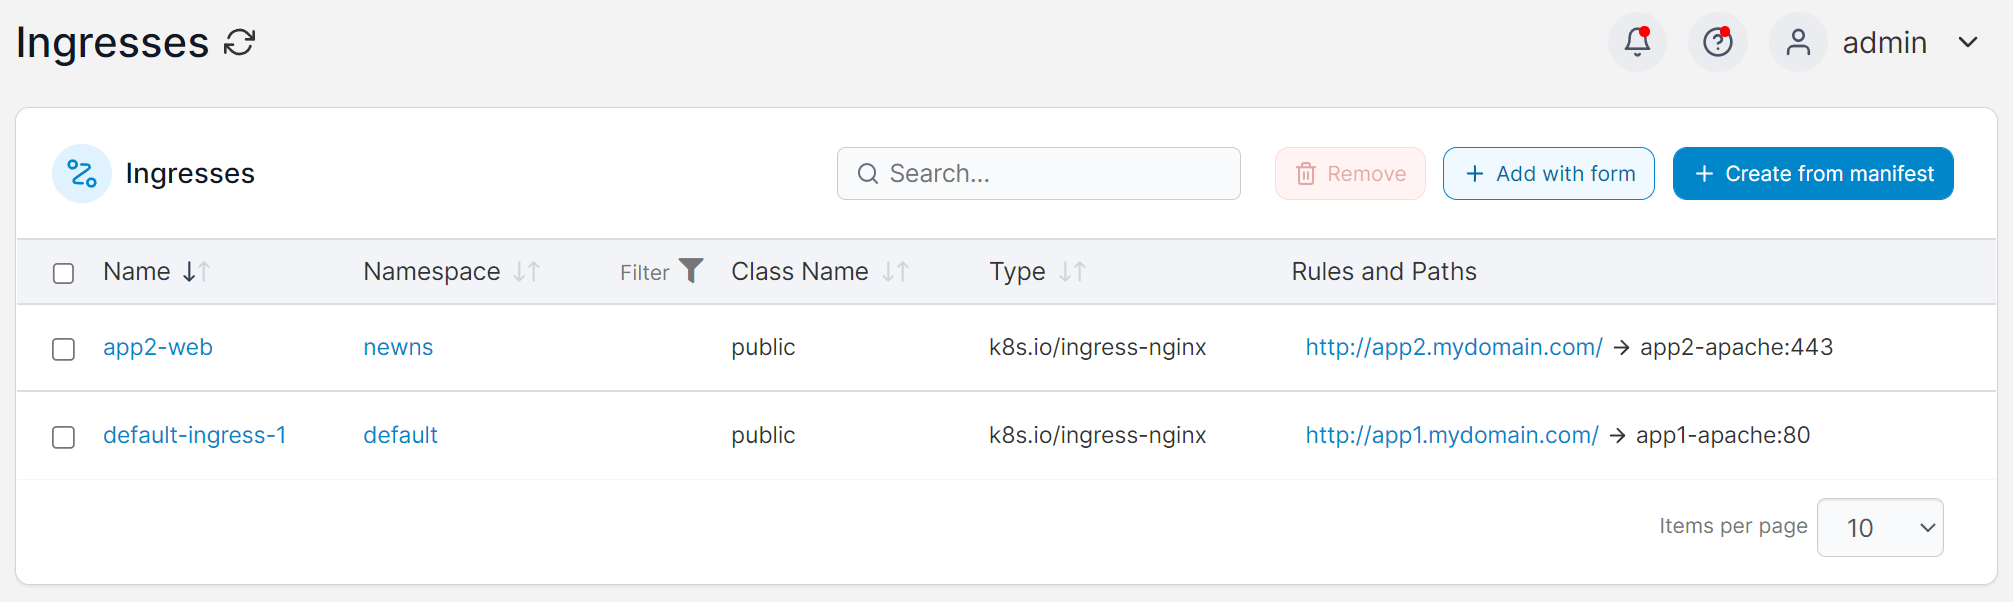 Ingresses
admin
Ingresses
Search...
Remove
Add with form
Create from manifest
Name Namespace Filter Class Name Type Rules and Paths
app2-web newns public k8s.io/ingress-nginx http://app2.mydomain.com/ → app2-apache:443
default-ingress-1 default public k8s.io/ingress-nginx http://app1.mydomain.com/ → app1-apache:80
Items per page 10